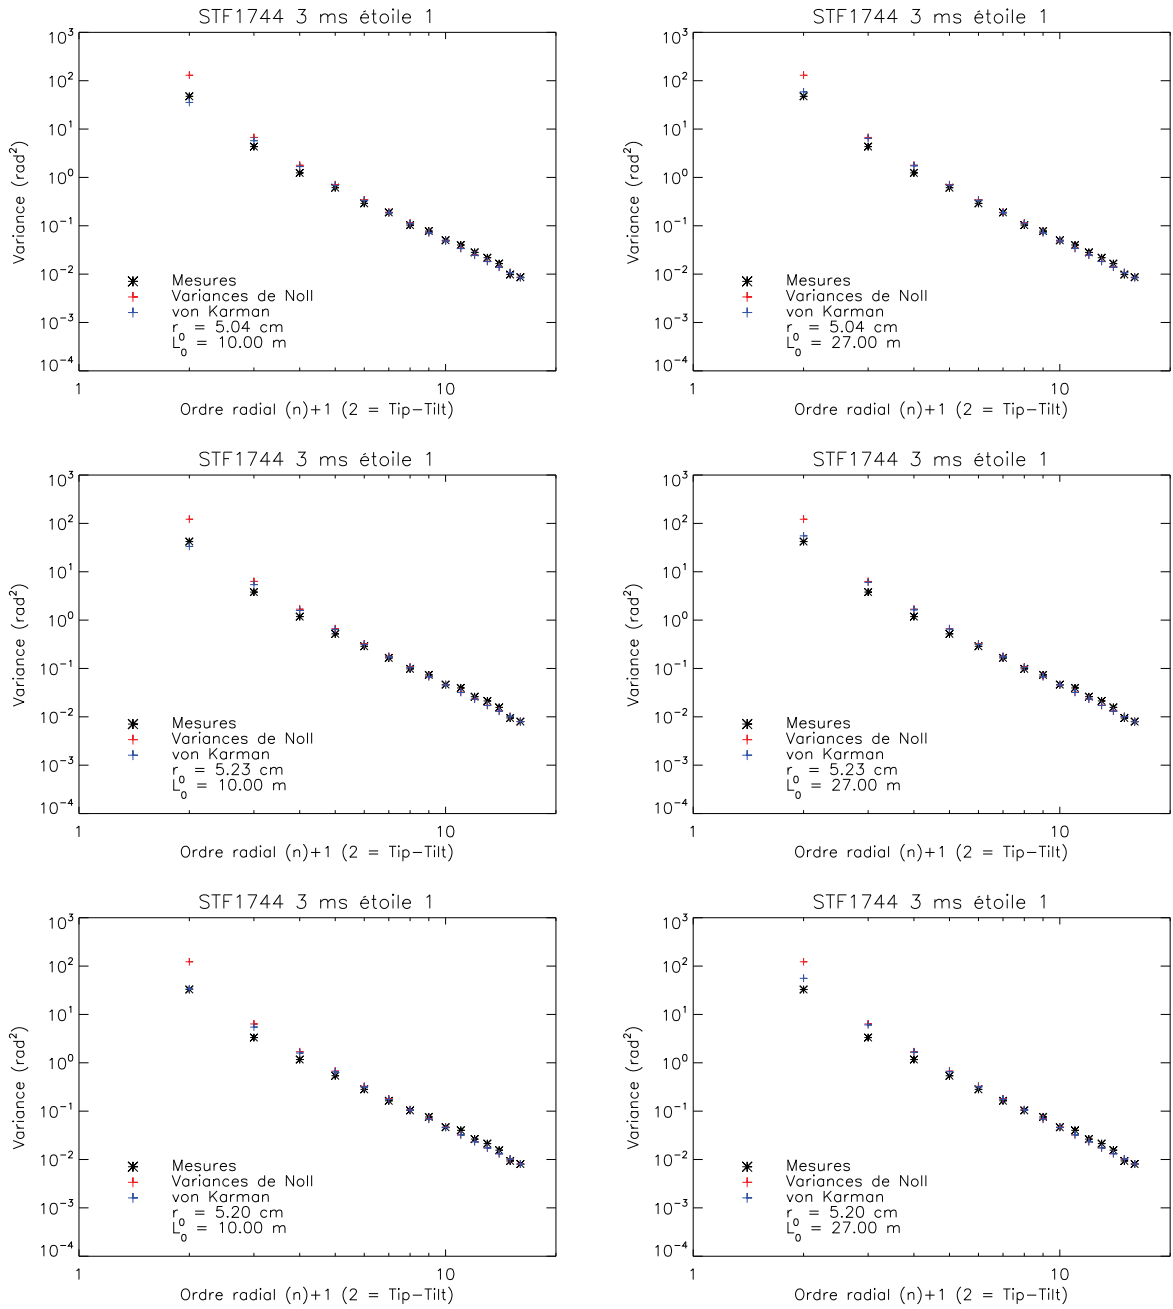 STF1744 3 ms étoile 1
10³
10²
10¹
10⁰
10⁻¹
10⁻²
10⁻³
10⁻⁴
Variance (rad²)
Mesures
Variances de Noll
von Karman
r₀ = 5.04 cm
L₀ = 10.00 m
1
10
Ordre radial (n)+1 (2 = Tip−Tilt)
STF1744 3 ms étoile 1
10³
10²
10¹
10⁰
10⁻¹
10⁻²
10⁻³
10⁻⁴
Variance (rad²)
Mesures
Variances de Noll
von Karman
r₀ = 5.04 cm
L₀ = 27.00 m
1
10
Ordre radial (n)+1 (2 = Tip−Tilt)
STF1744 3 ms étoile 1
10³
10²
10¹
10⁰
10⁻¹
10⁻²
10⁻³
10⁻⁴
Variance (rad²)
Mesures
Variances de Noll
von Karman
r₀ = 5.23 cm
L₀ = 10.00 m
1
10
Ordre radial (n)+1 (2 = Tip−Tilt)
STF1744 3 ms étoile 1
10³
10²
10¹
10⁰
10⁻¹
10⁻²
10⁻³
10⁻⁴
Variance (rad²)
Mesures
Variances de Noll
von Karman
r₀ = 5.23 cm
L₀ = 27.00 m
1
10
Ordre radial (n)+1 (2 = Tip−Tilt)
STF1744 3 ms étoile 1
10³
10²
10¹
10⁰
10⁻¹
10⁻²
10⁻³
10⁻⁴
Variance (rad²)
Mesures
Variances de Noll
von Karman
r₀ = 5.20 cm
L₀ = 10.00 m
1
10
Ordre radial (n)+1 (2 = Tip−Tilt)
STF1744 3 ms étoile 1
10³
10²
10¹
10⁰
10⁻¹
10⁻²
10⁻³
10⁻⁴
Variance (rad²)
Mesures
Variances de Noll
von Karman
r₀ = 5.20 cm
L₀ = 27.00 m
1
10
Ordre radial (n)+1 (2 = Tip−Tilt)